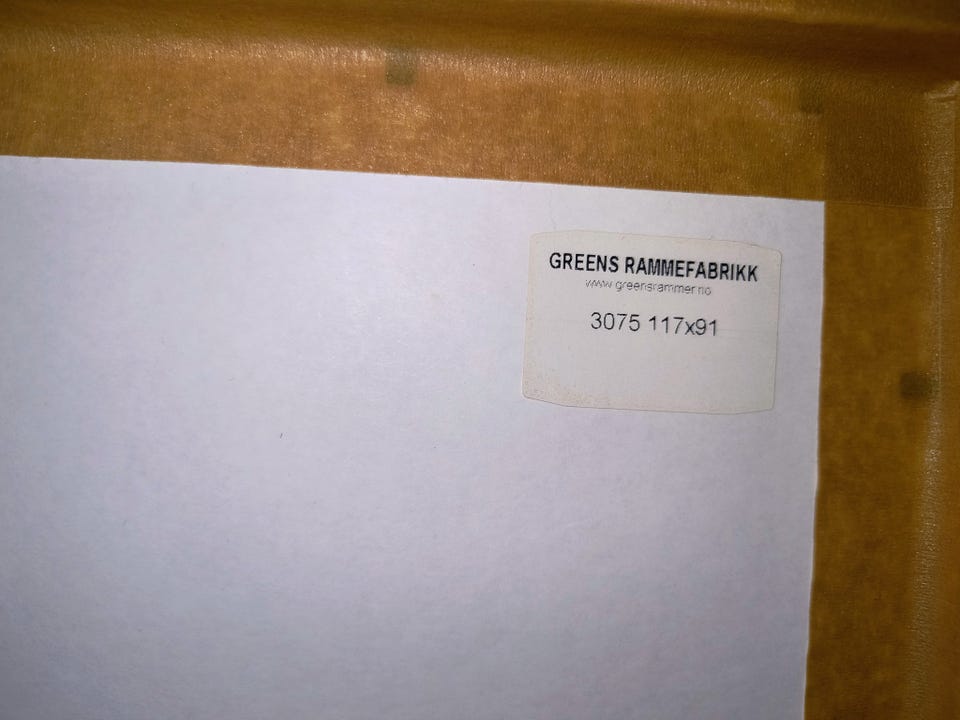 GREENS RAMMEFABRIKK
www.greensrammer.no
3075 117x91